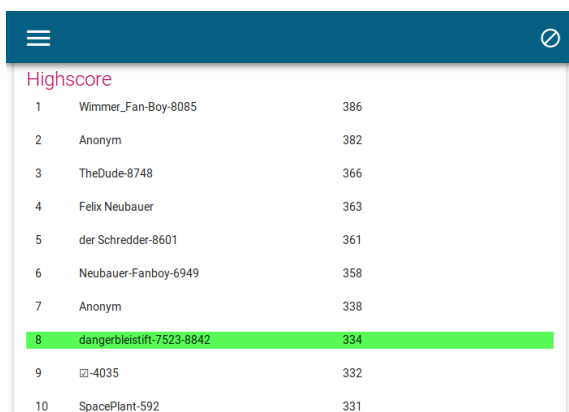 Highscore
1 Wimmer_Fan-Boy-8085 386
2 Anonym 382
3 TheDude-8748 366
4 Felix Neubauer 363
5 der Schredder-8601 361
6 Neubauer-Fanboy-6949 358
7 Anonym 338
8 dangerbleistift-7523-8842 334
9 ☑-4035 332
10 SpacePlant-592 331